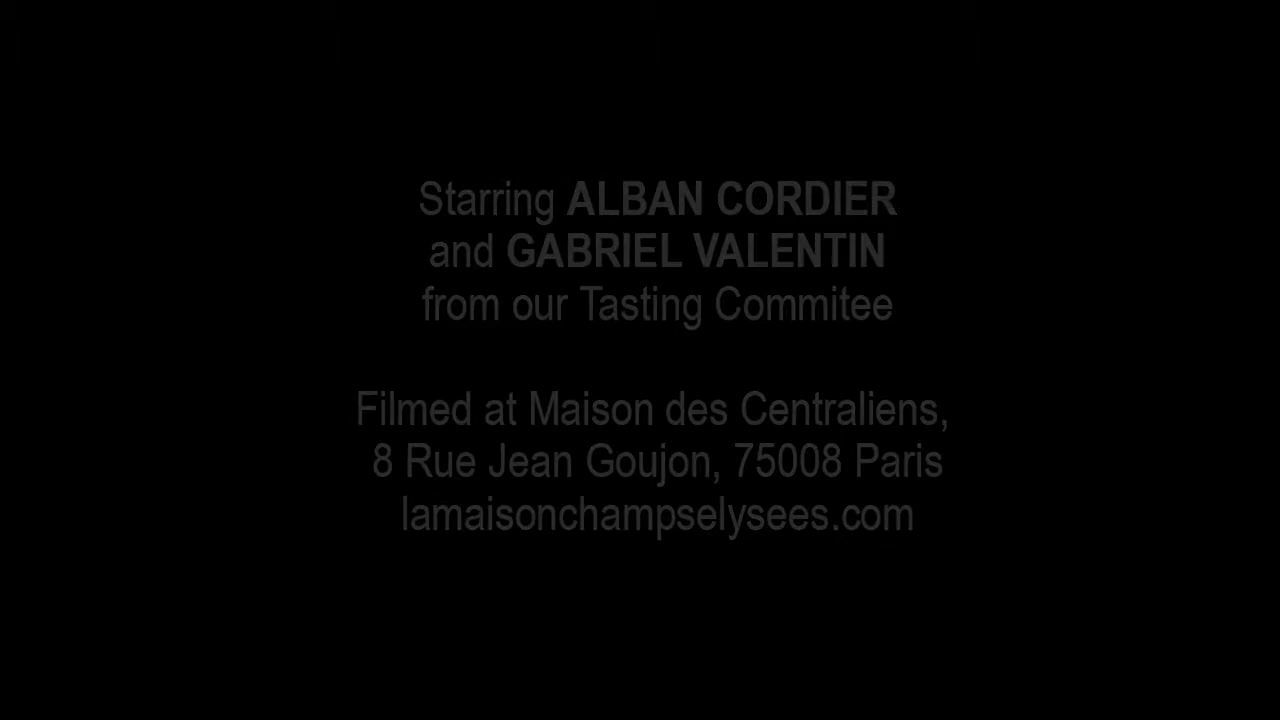 Starring ALBAN CORDIER
and GABRIEL VALENTIN
from our Tasting Commitee
Filmed at Maison des Centraliens,
8 Rue Jean Goujon, 75008 Paris
lamaisonchampselysees.com